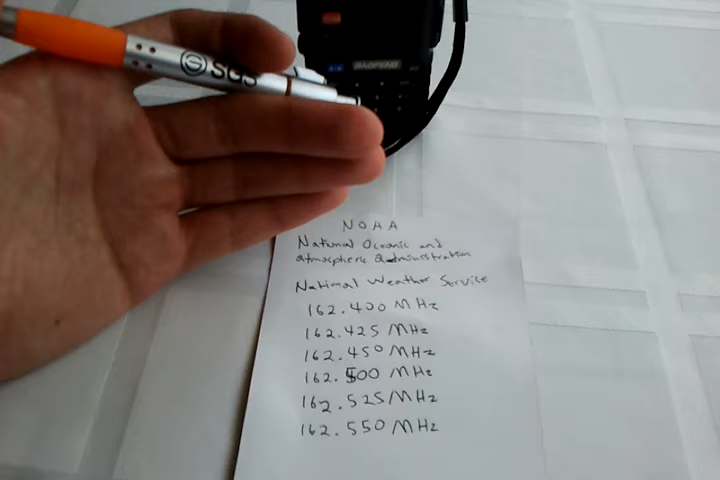 SGS
BAOFENG
NOAA
National Oceanic and
atmospheric administration
National Weather Service
162.400 MHz
162.425 MHz
162.450 MHz
162.500 MHz
162.525 MHz
162.550 MHz